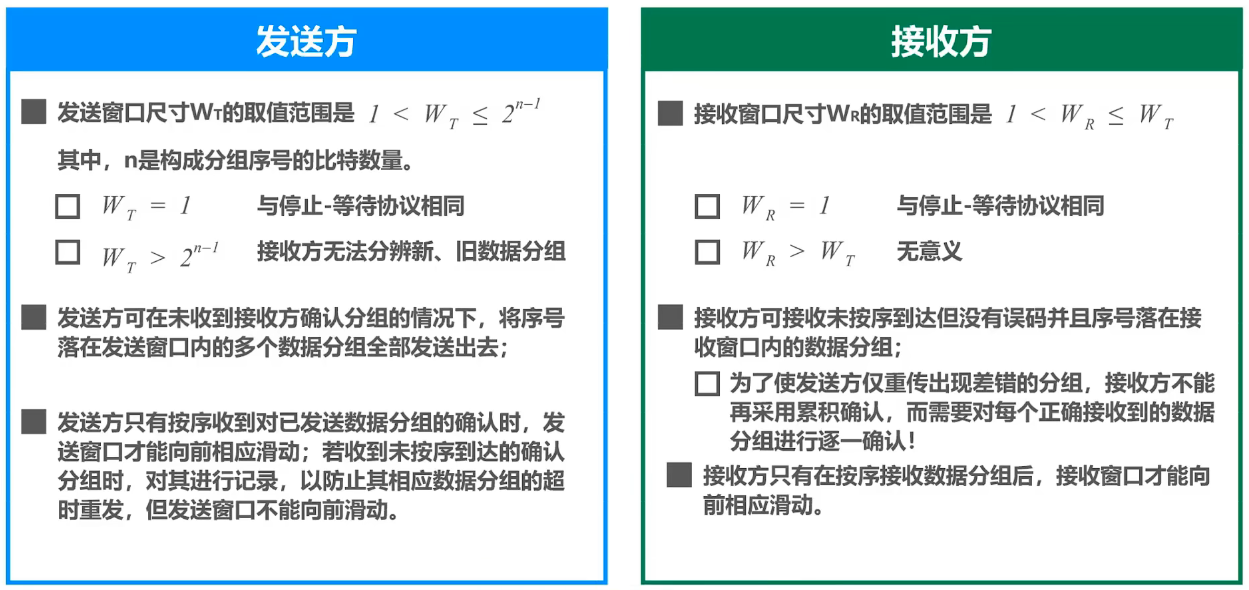 发送方
发送窗口尺寸WT的取值范围是 1 < W_T ≤ 2^{n-1}
其中，n是构成分组序号的比特数量。
W_T = 1 与停止-等待协议相同
W_T > 2^{n-1} 接收方无法分辨新、旧数据分组
发送方可在未收到接收方确认分组的情况下，将序号
落在发送窗口内的多个数据分组全部发送出去；
发送方只有按序收到对已发送数据分组的确认时，发
送窗口才能向前相应滑动；若收到未按序到达的确认
分组时，对其进行记录，以防止其相应数据分组的超
时重发，但发送窗口不能向前滑动。
接收方
接收窗口尺寸WR的取值范围是 1 < W_R ≤ W_T
W_R = 1 与停止-等待协议相同
W_R > W_T 无意义
接收方可接收未按序到达但没有误码并且序号落在接
收窗口内的数据分组；
为了使发送方仅重传出现差错的分组，接收方不能
再采用累积确认，而需要对每个正确接收到的数据
分组进行逐一确认！
接收方只有在按序接收数据分组后，接收窗口才能向
前相应滑动。